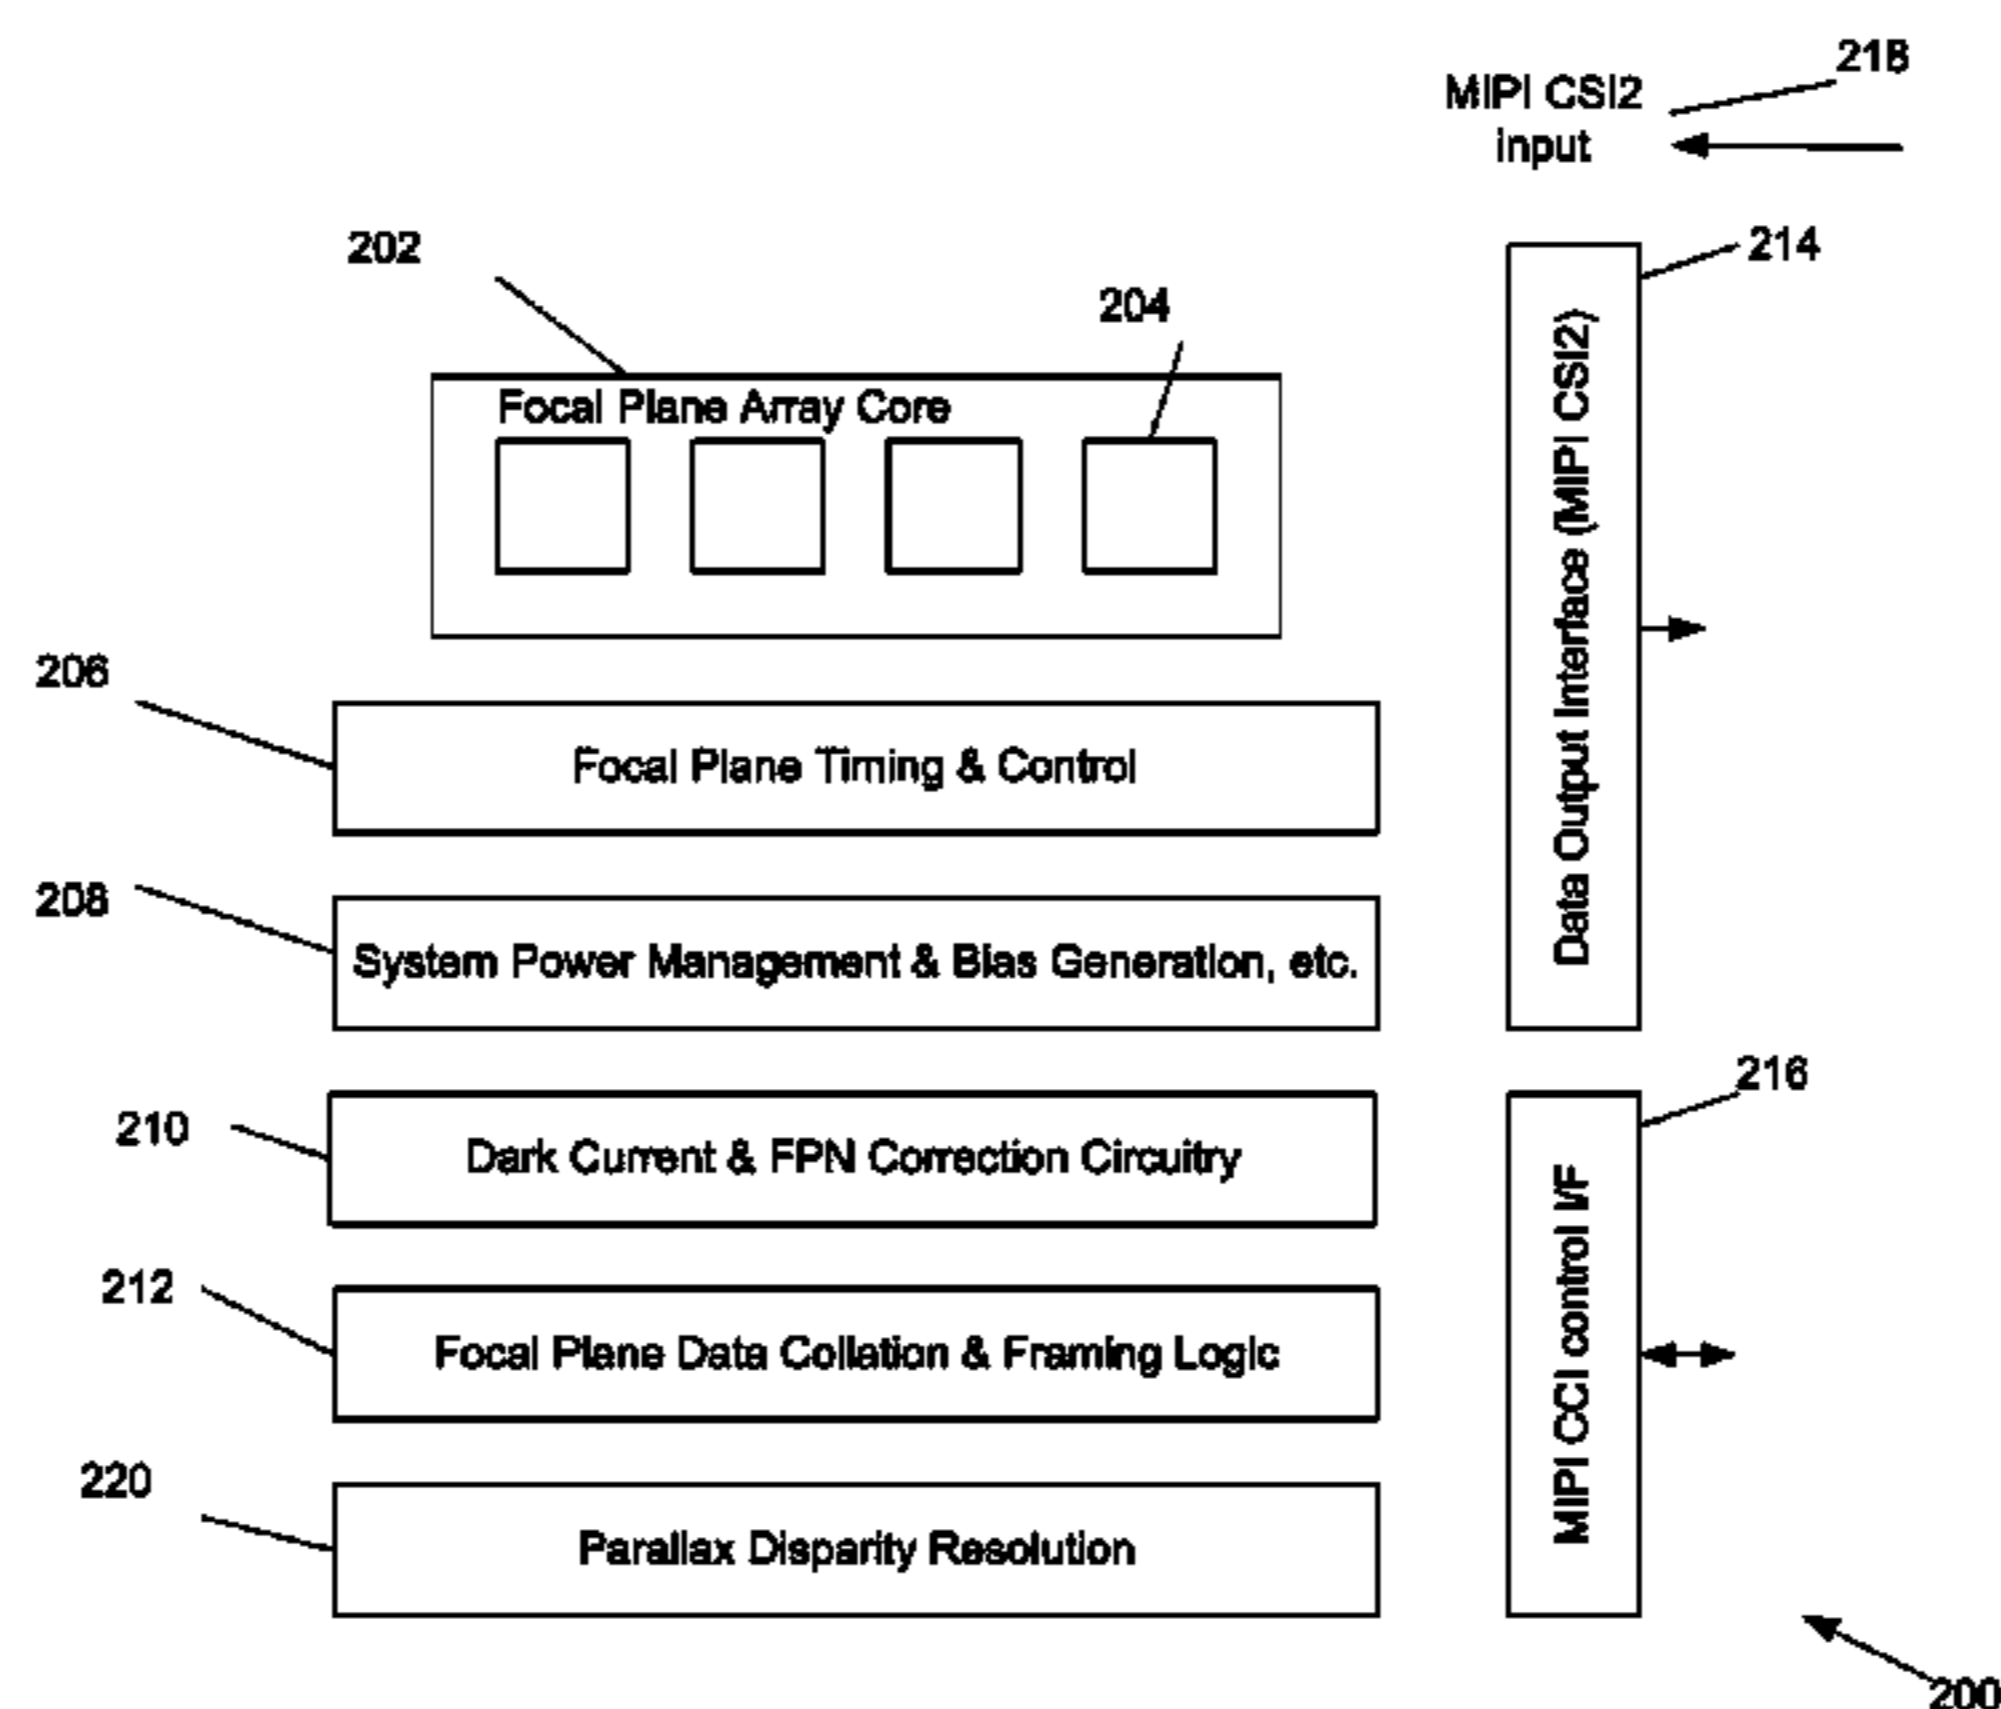 218
MIPI CSI2
input
202
214
204
Focal Plane Array Core
Data Output Interface (MIPI CSI2)
206
Focal Plane Timing & Control
208
System Power Management & Bias Generation, etc.
216
210
Dark Current & FPN Correction Circuitry
MIPI CCI control I/F
212
Focal Plane Data Collation & Framing Logic
220
Parallax Disparity Resolution
200